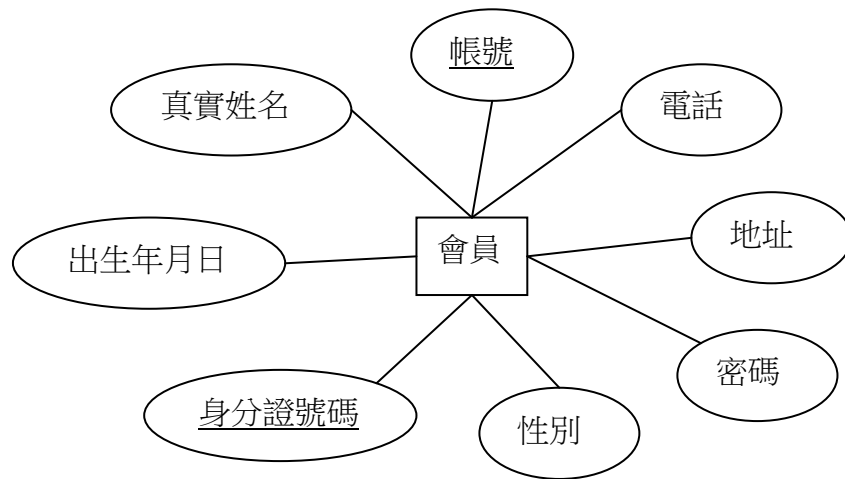 帳號
真實姓名
電話
地址
會員
出生年月日
密碼
身分證號碼
性別